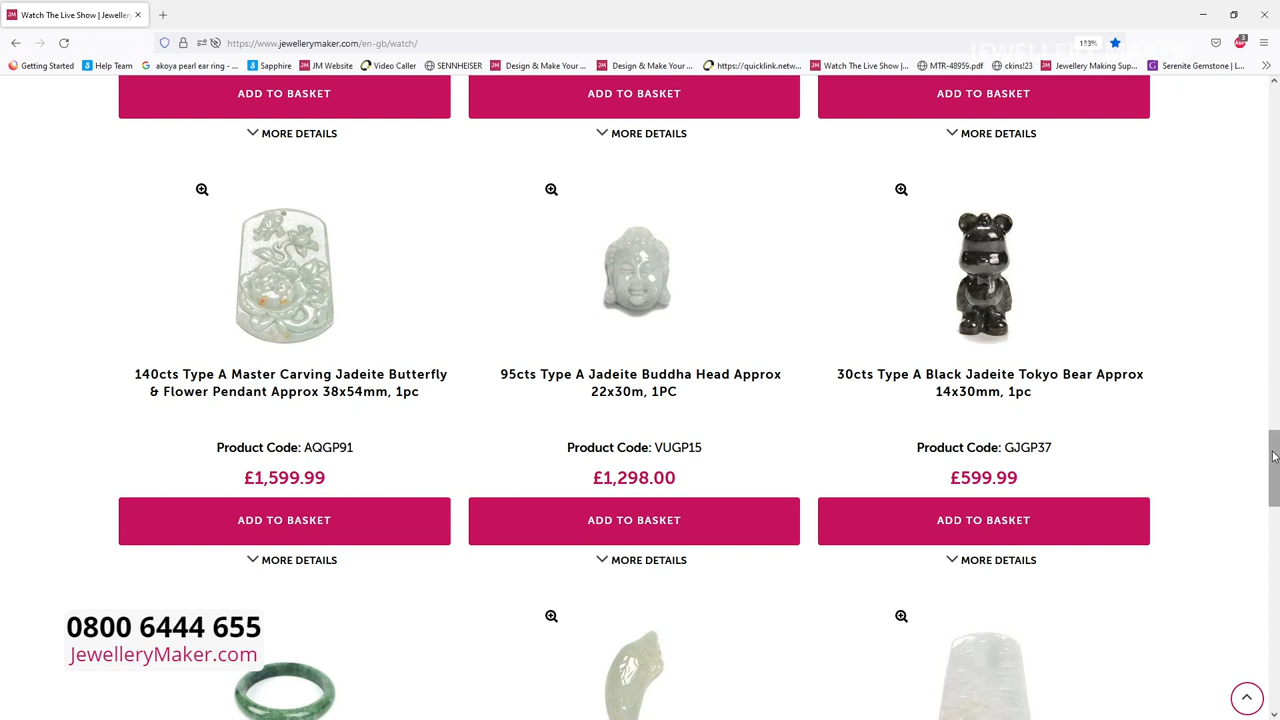 Watch The Live Show | Jeweller
https://www.jewellerymaker.com/en-gb/watch/
133%
3
Getting Started
Help Team
akoya pearl ear ring - ...
Sapphire
JM Website
Video Caller
SENNHEISER
Design & Make Your ...
Design & Make Your ...
https://quicklink.netw...
Watch The Live Show |...
MTR-48959.pdf
ckins!23
Jewellery Making Sup...
Serenite Gemstone | L...
ADD TO BASKET
ADD TO BASKET
ADD TO BASKET
MORE DETAILS
MORE DETAILS
MORE DETAILS
140cts Type A Master Carving Jadeite Butterfly
& Flower Pendant Approx 38x54mm, 1pc
95cts Type A Jadeite Buddha Head Approx
22x30m, 1PC
30cts Type A Black Jadeite Tokyo Bear Approx
14x30mm, 1pc
Product Code: AQGP91
Product Code: VUGP15
Product Code: GJGP37
£1,599.99
£1,298.00
£599.99
ADD TO BASKET
ADD TO BASKET
ADD TO BASKET
MORE DETAILS
MORE DETAILS
MORE DETAILS
0800 6444 655
JewelleryMaker.com